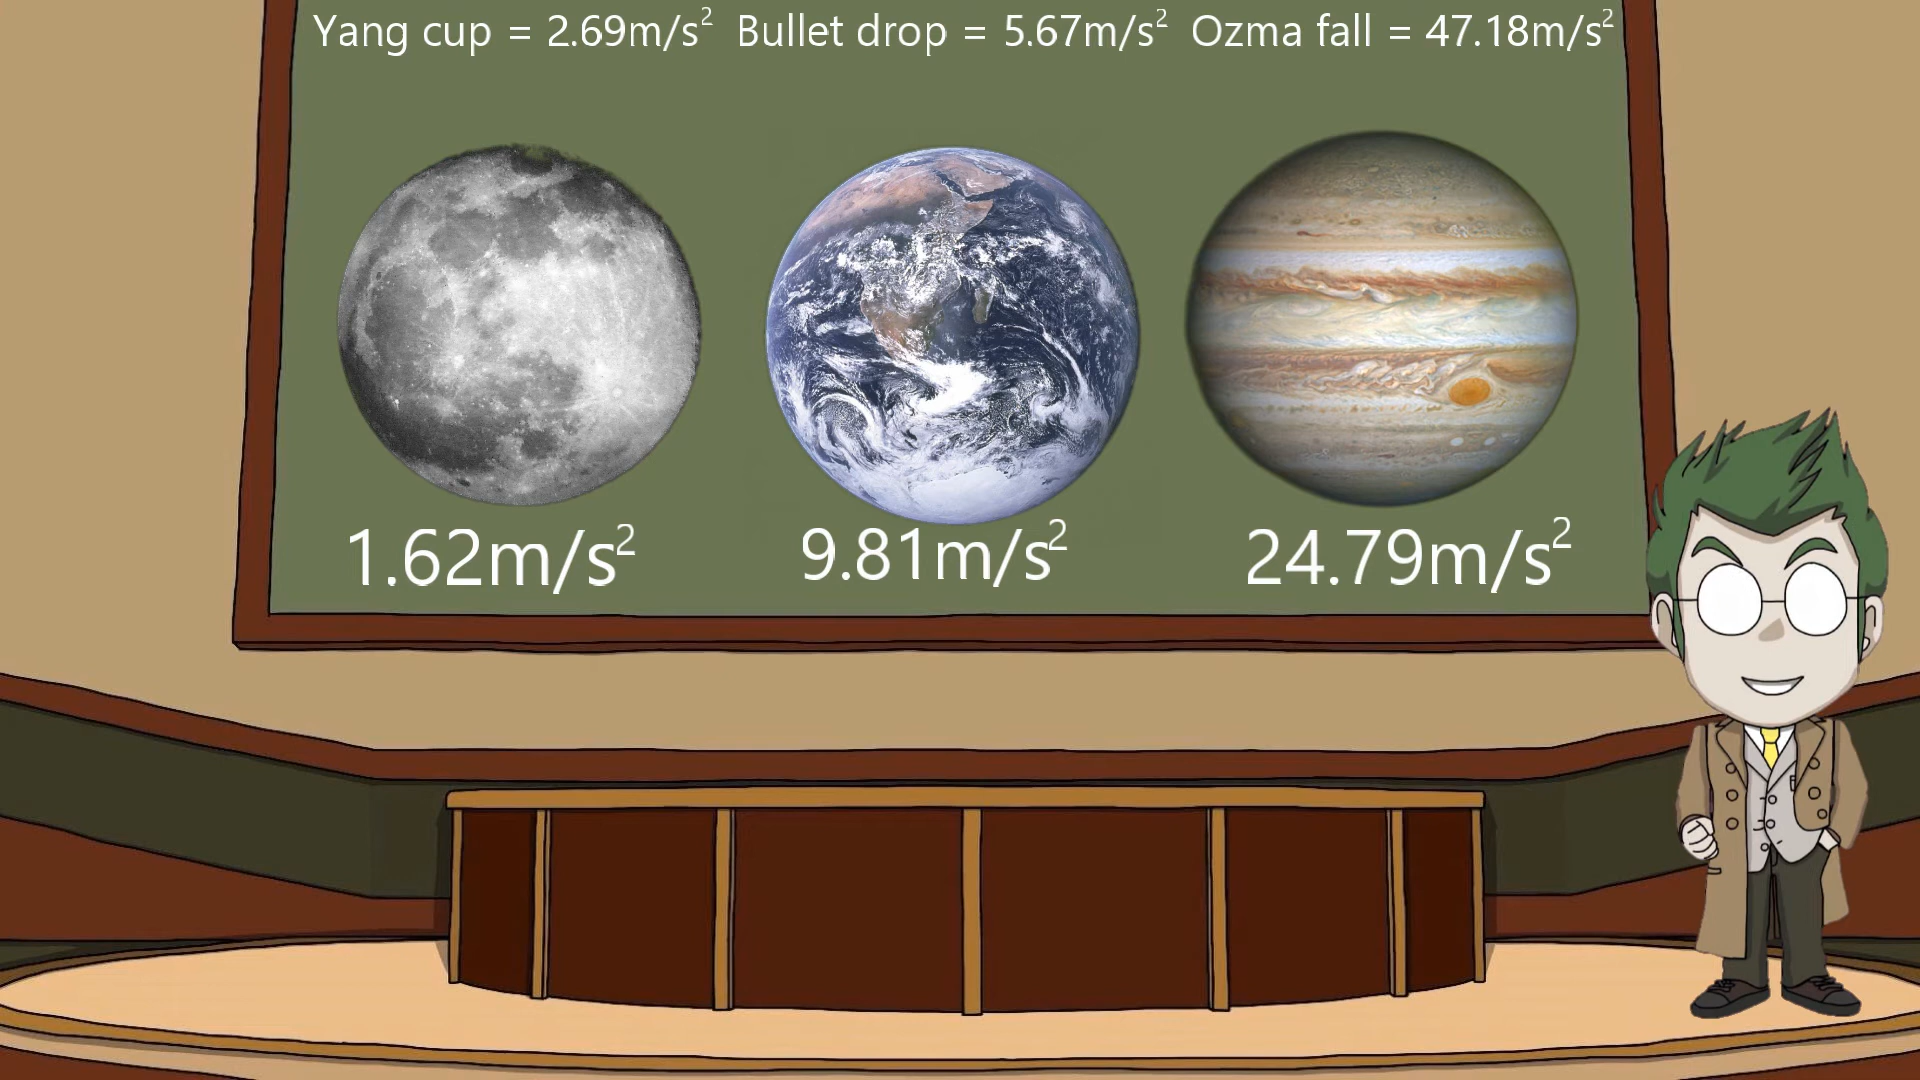 Yang cup = 2.69m/s² Bullet drop = 5.67m/s² Ozma fall = 47.18m/s²
1.62m/s² 9.81m/s² 24.79m/s²